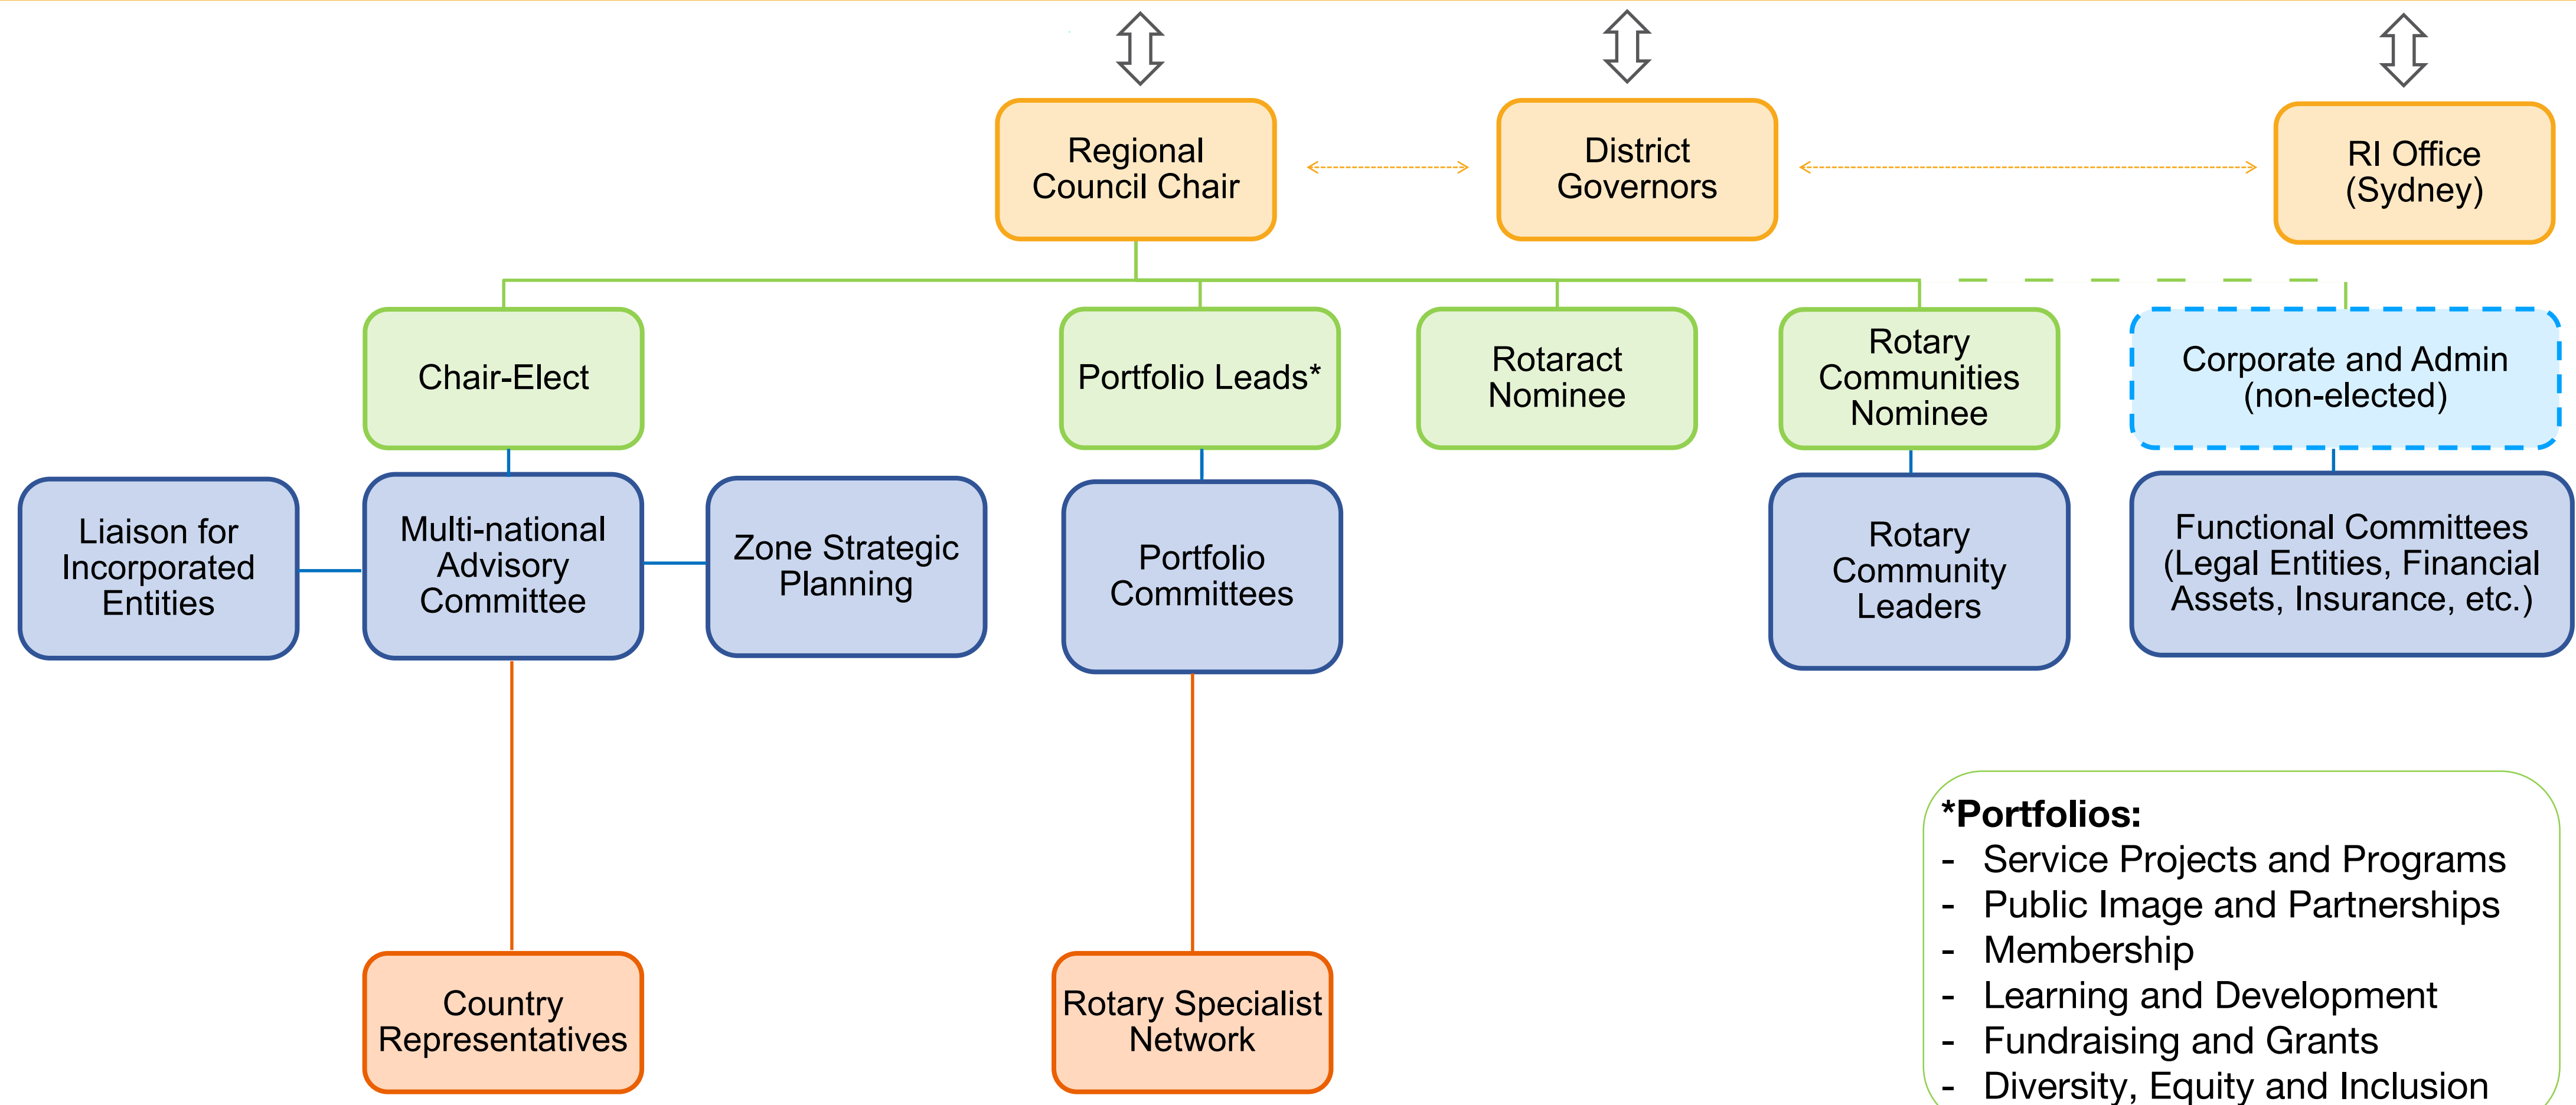 Regional
Council Chair
District
Governors
RI Office
(Sydney)
Chair-Elect
Portfolio Leads*
Rotaract
Nominee
Rotary
Communities
Nominee
Corporate and Admin
(non-elected)
Liaison for
Incorporated
Entities
Multi-national
Advisory
Committee
Zone Strategic
Planning
Portfolio
Committees
Rotary
Community
Leaders
Functional Committees
(Legal Entities, Financial
Assets, Insurance, etc.)
Country
Representatives
Rotary Specialist
Network
*Portfolios:
- Service Projects and Programs
- Public Image and Partnerships
- Membership
- Learning and Development
- Fundraising and Grants
- Diversity, Equity and Inclusion